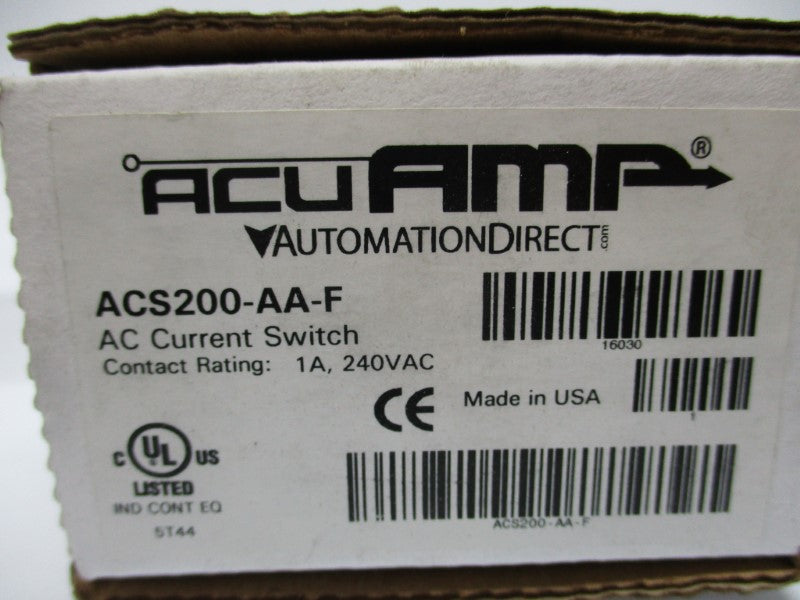 ACUAMP®
AUTOMATIONDIRECT.com
ACS200-AA-F
AC Current Switch
Contact Rating: 1A, 240VAC
16030
CE Made in USA
1
C UL US
LISTED
IND CONT EQ
5T44
ACS200-AA-F